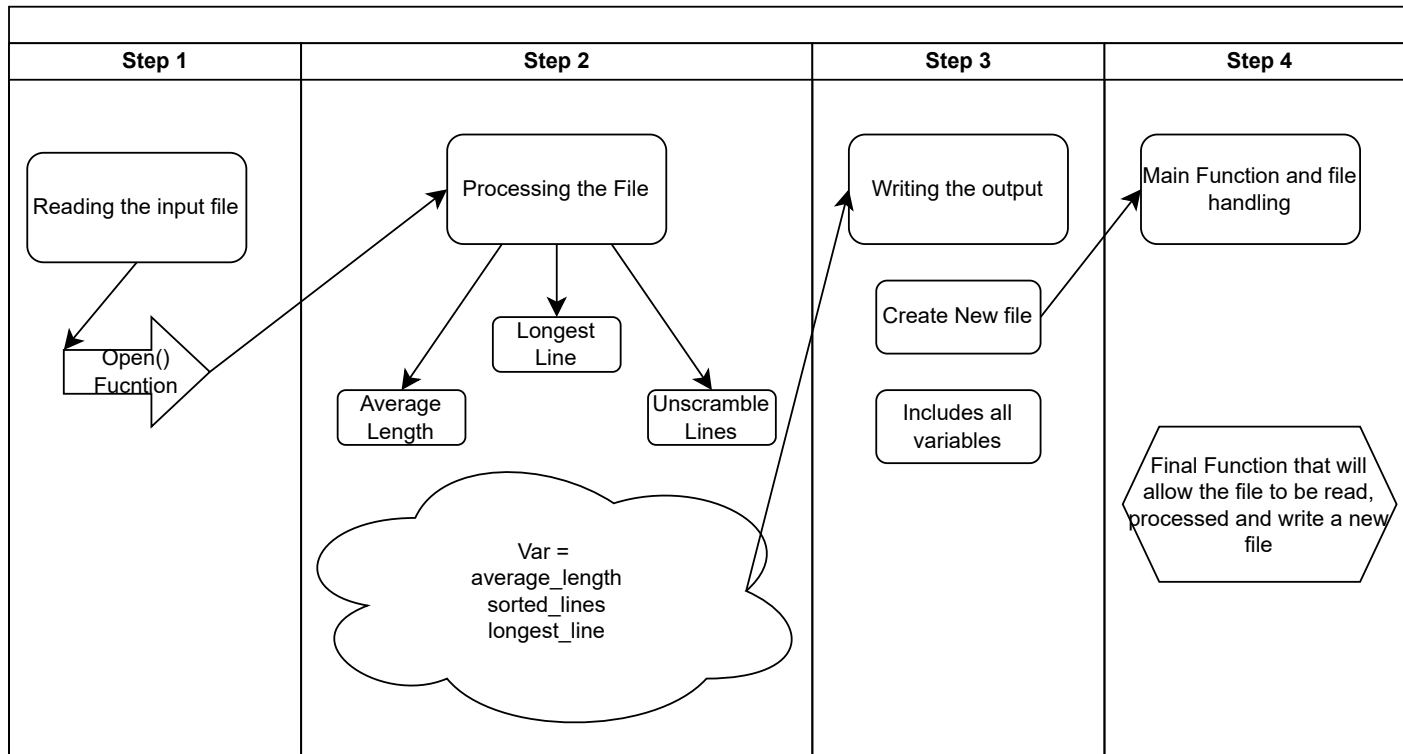 Step 1
Step 2
Step 3
Step 4
Reading the input file
Open()
Fucntion
Processing the File
Longest
Line
Average
Length
Unscramble
Lines
Var =
average_length
sorted_lines
longest_line
Writing the output
Create New file
Includes all
variables
Main Function and file
handling
Final Function that will
allow the file to be read,
processed and write a new
file